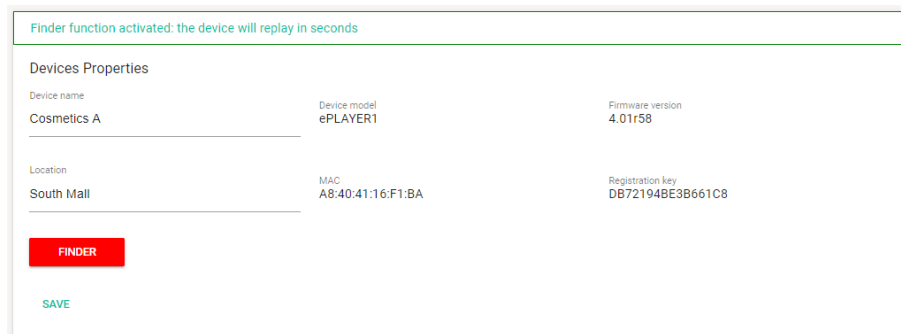 Finder function activated: the device will replay in seconds
Devices Properties
Device name
Cosmetics A
Device model
ePLAYER1
Firmware version
4.01r58
Location
South Mall
MAC
A8:40:41:16:F1:BA
Registration key
DB72194BE3B661C8
FINDER
SAVE